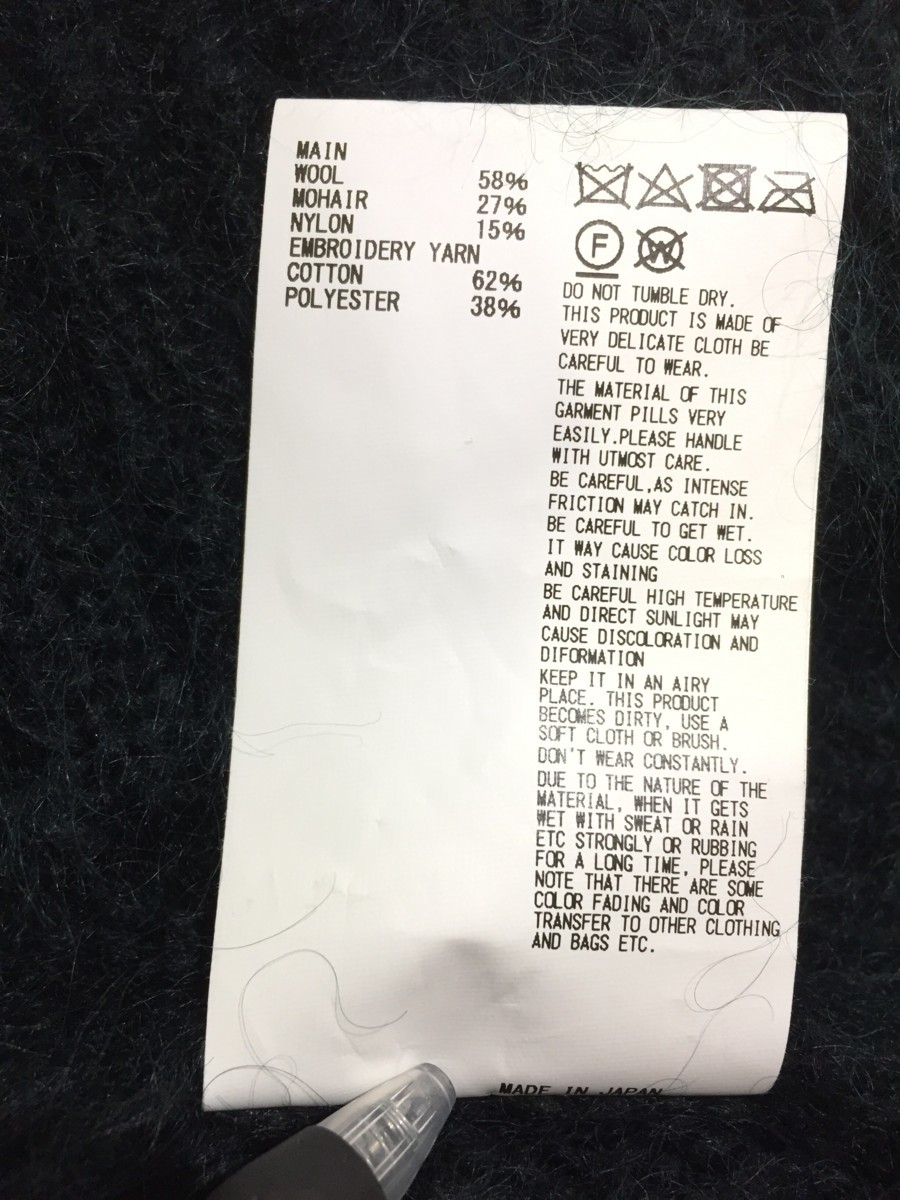 MAIN
WOOL 58%
MOHAIR 27%
NYLON 15%
EMBROIDERY YARN
COTTON 62%
POLYESTER 38%
F W
DO NOT TUMBLE DRY.
THIS PRODUCT IS MADE OF
VERY DELICATE CLOTH BE
CAREFUL TO WEAR.
THE MATERIAL OF THIS
GARMENT PILLS VERY
EASILY.PLEASE HANDLE
WITH UTMOST CARE.
BE CAREFUL,AS INTENSE
FRICTION MAY CATCH IN.
BE CAREFUL TO GET WET.
IT WAY CAUSE COLOR LOSS
AND STAINING
BE CAREFUL HIGH TEMPERATURE
AND DIRECT SUNLIGHT MAY
CAUSE DISCOLORATION AND
DIFORMATION
KEEP IT IN AN AIRY
PLACE. THIS PRODUCT
BECOMES DIRTY, USE A
SOFT CLOTH OR BRUSH.
DON'T WEAR CONSTANTLY.
DUE TO THE NATURE OF THE
MATERIAL, WHEN IT GETS
WET WITH SWEAT OR RAIN
ETC STRONGLY OR RUBBING
FOR A LONG TIME, PLEASE
NOTE THAT THERE ARE SOME
COLOR FADING AND COLOR
TRANSFER TO OTHER CLOTHING
AND BAGS ETC.
MADE IN JAPAN